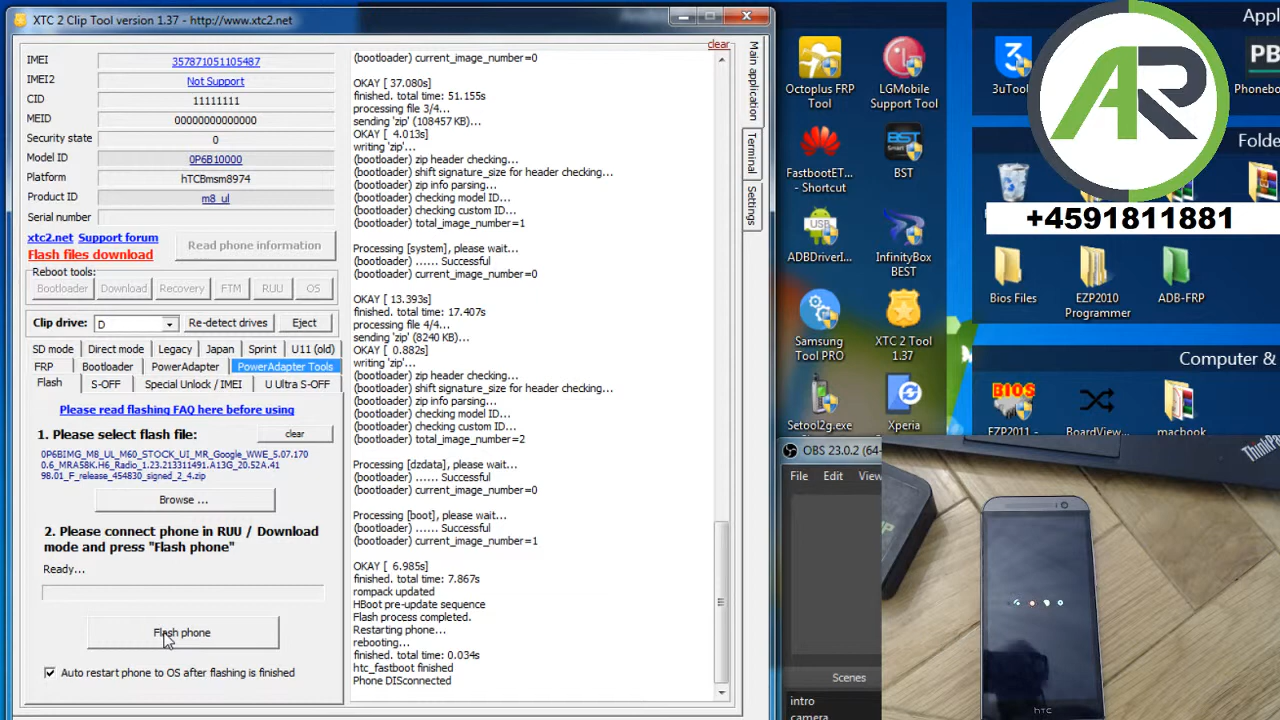 XTC 2 Clip Tool version 1.37 - http://www.xtc2.net
clear
IMEI 357871051105487
IMEI2 Not Support
CID 11111111
MEID 00000000000000
Security state 0
Model ID 0P6B10000
Platform hTCBmsm8974
Product ID m8_ul
Serial number
xtc2.net Support forum Read phone information
Flash files download
Reboot tools:
Bootloader Download Recovery FTM RUU OS
Clip drive: D Re-detect drives Eject
SD mode Direct mode Legacy Japan Sprint U11 (old)
FRP Bootloader PowerAdapter PowerAdapter Tools
Flash S-OFF Special Unlock / IMEI U Ultra S-OFF
Please read flashing FAQ here before using
1. Please select flash file: clear
0P6BIMG_M8_UL_M60_STOCK_UI_MR_Google_WWE_5.07.170
0.6_MRA58K.H6_Radio_1.23.213311491.A13G_20.52A.41
98.01_F_release_454830_signed_2_4.zip
Browse ...
2. Please connect phone in RUU / Download
mode and press "Flash phone"
Ready...
Flash phone
Auto restart phone to OS after flashing is finished
(bootloader) current_image_number=0
OKAY [ 37.080s]
finished. total time: 51.155s
processing file 3/4...
sending 'zip' (108457 KB)...
OKAY [ 4.013s]
writing 'zip'...
(bootloader) zip header checking...
(bootloader) shift signature_size for header checking...
(bootloader) zip info parsing...
(bootloader) checking model ID...
(bootloader) checking custom ID...
(bootloader) total_image_number=1
Processing [system], please wait...
(bootloader) ...... Successful
(bootloader) current_image_number=0
OKAY [ 13.393s]
finished. total time: 17.407s
processing file 4/4...
sending 'zip' (8240 KB)...
OKAY [ 0.882s]
writing 'zip'...
(bootloader) zip header checking...
(bootloader) shift signature_size for header checking...
(bootloader) zip info parsing...
(bootloader) checking model ID...
(bootloader) checking custom ID...
(bootloader) total_image_number=2
Processing [dzdata], please wait...
(bootloader) ...... Successful
(bootloader) current_image_number=0
Processing [boot], please wait...
(bootloader) ...... Successful
(bootloader) current_image_number=1
OKAY [ 6.985s]
finished. total time: 7.867s
rompack updated
HBoot pre-update sequence
Flash process completed.
Restarting phone...
rebooting...
finished. total time: 0.034s
htc_fastboot finished
Phone DISconnected
Main application
Terminal
Settings
Octoplus FRP
Tool
LGMobile
Support Tool
3uTool
Phonebo
FastbootET...
- Shortcut
BST
ADBDriverI...
InfinityBox
BEST
Samsung
Tool PRO
XTC 2 Tool
1.37
Setool2g.exe
Xperia
Appl
AR
Folde
+4591811881
Bios Files
EZP2010
Programmer
ADB-FRP
Computer &
BIOS
EZP2011 -
BoardView...
macbook
OBS 23.0.2 (64-
File Edit View
Scenes
intro
camera
ThinkP
hTC